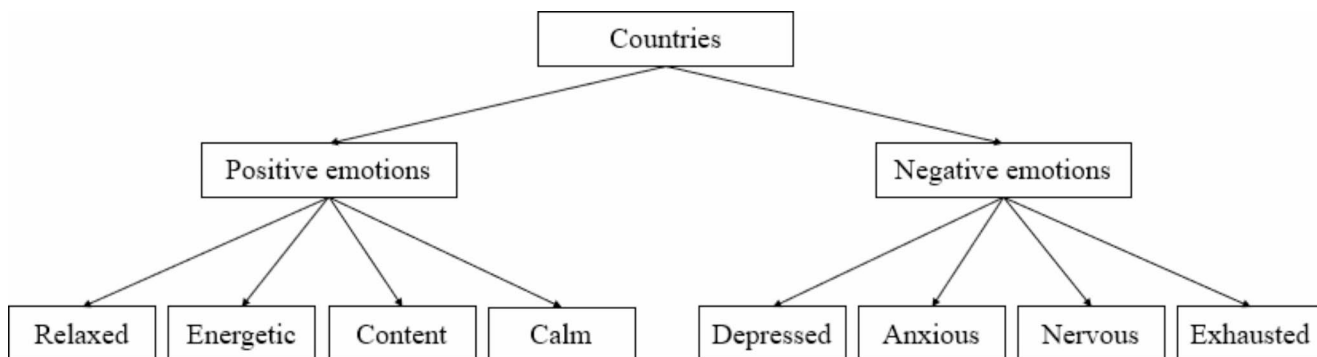 Countries
Positive emotions
Negative emotions
Relaxed
Energetic
Content
Calm
Depressed
Anxious
Nervous
Exhausted